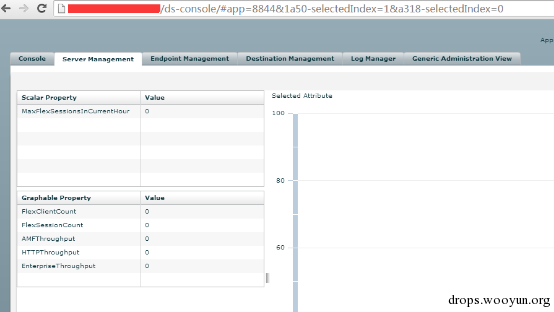 /ds-console/#app=8844&1a50-selectedIndex=1&a318-selectedIndex=0
App
Console Server Management Endpoint Management Destination Management Log Manager Generic Administration View
Scalar Property Value
MaxFlexSessionsInCurrentHour 0
Graphable Property Value
FlexClientCount 0
FlexSessionCount 0
AMFThroughput 0
HTTPThroughput 0
EnterpriseThroughput 0
Selected Attribute
100
80
60
drops.wooyun.org